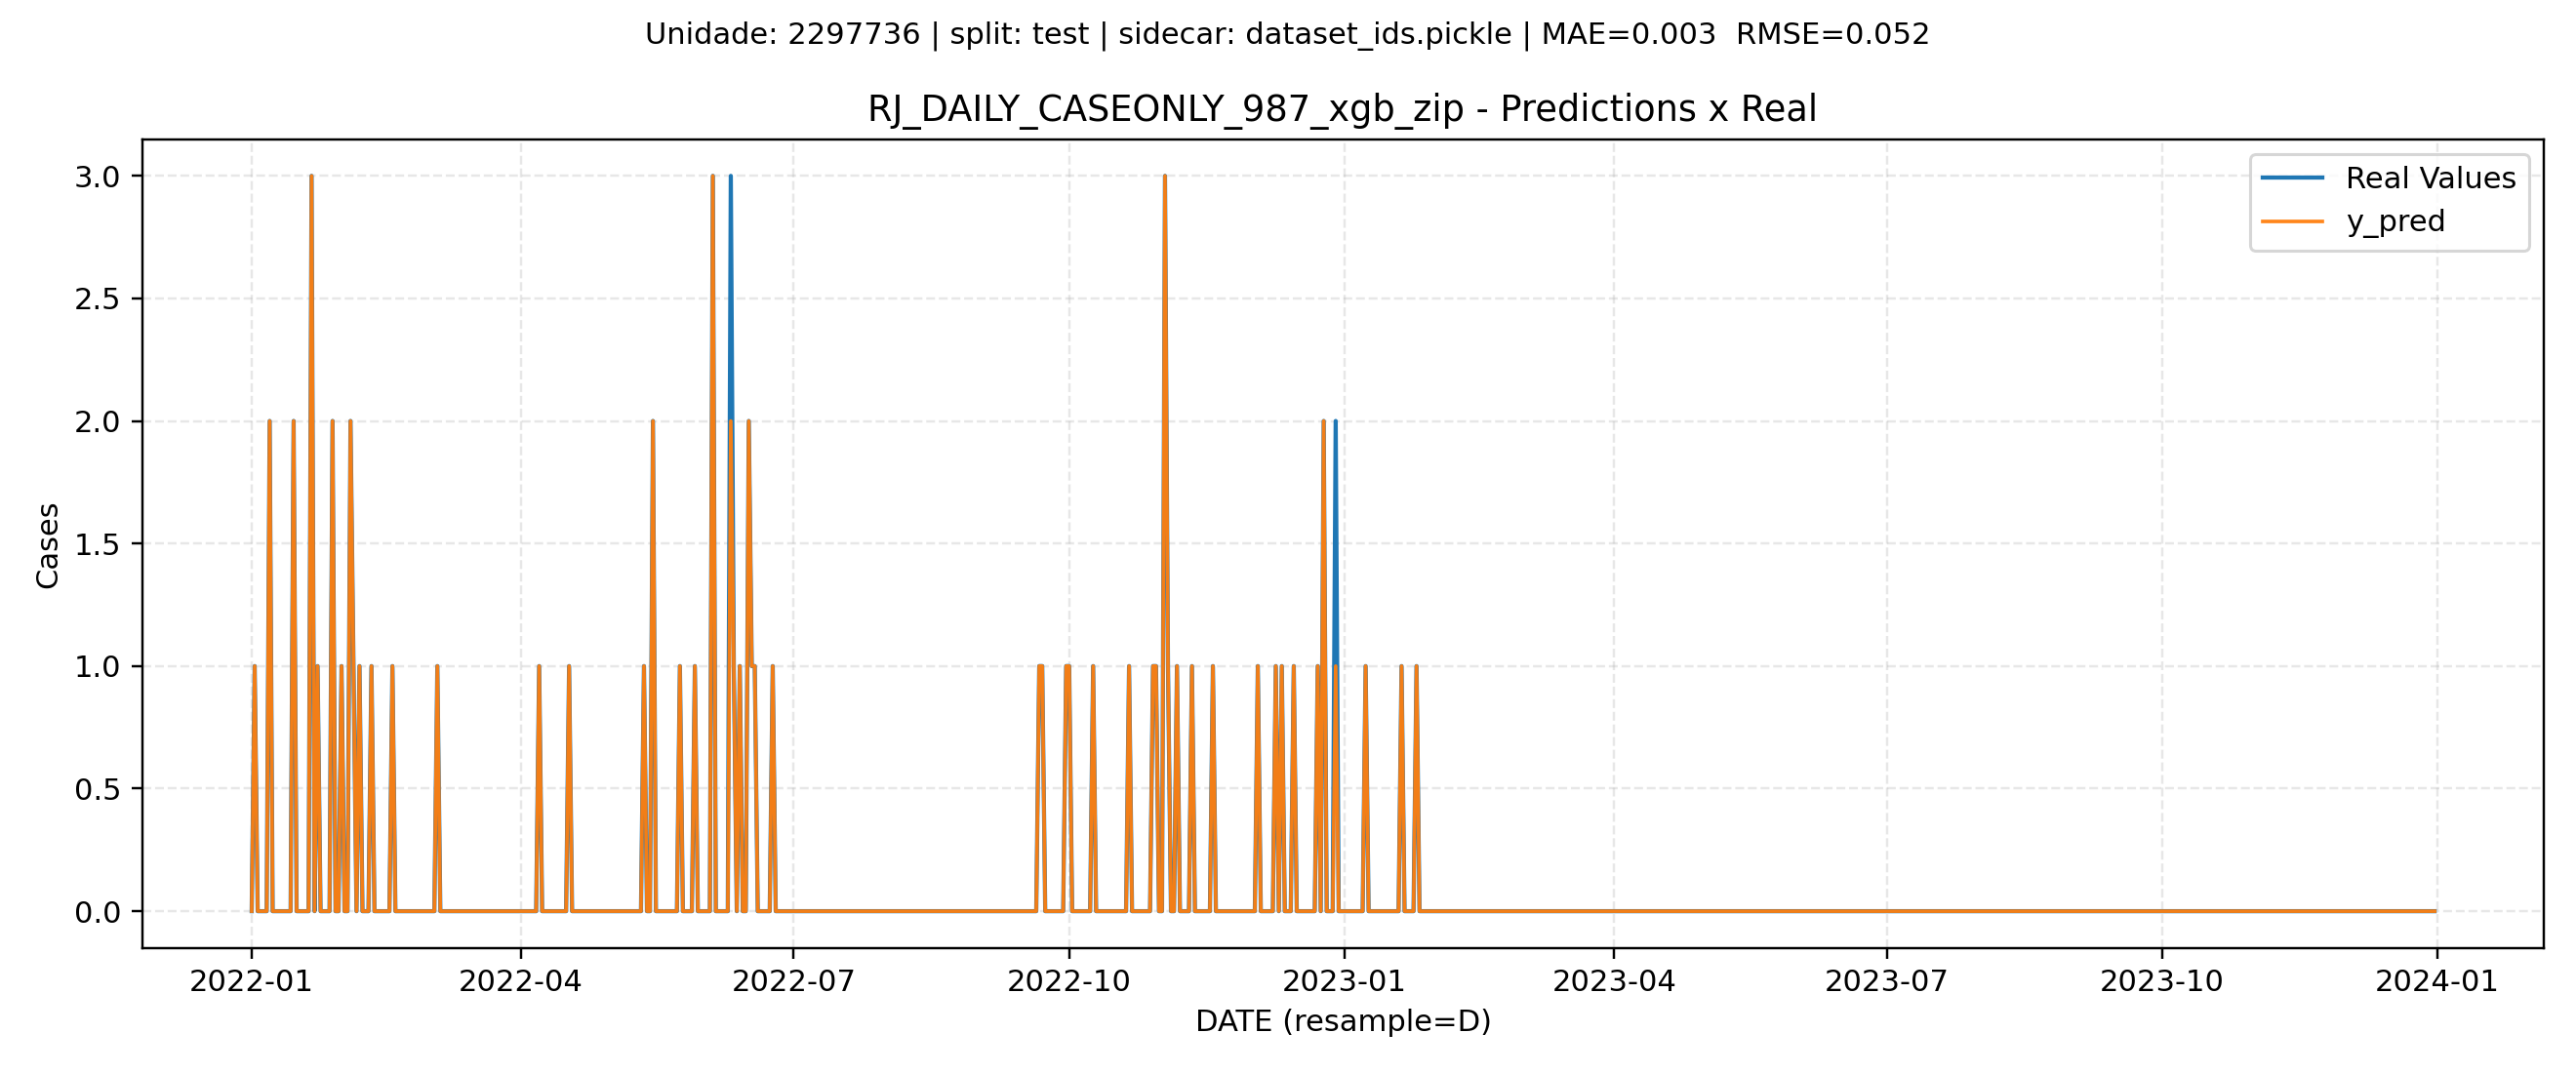 Unidade: 2297736 | split: test | sidecar: dataset_ids.pickle | MAE=0.003  RMSE=0.052
RJ_DAILY_CASEONLY_987_xgb_zip - Predictions x Real
Real Values
y_pred
Cases
3.0
2.5
2.0
1.5
1.0
0.5
0.0
2022-01 2022-04 2022-07 2022-10 2023-01 2023-04 2023-07 2023-10 2024-01
DATE (resample=D)